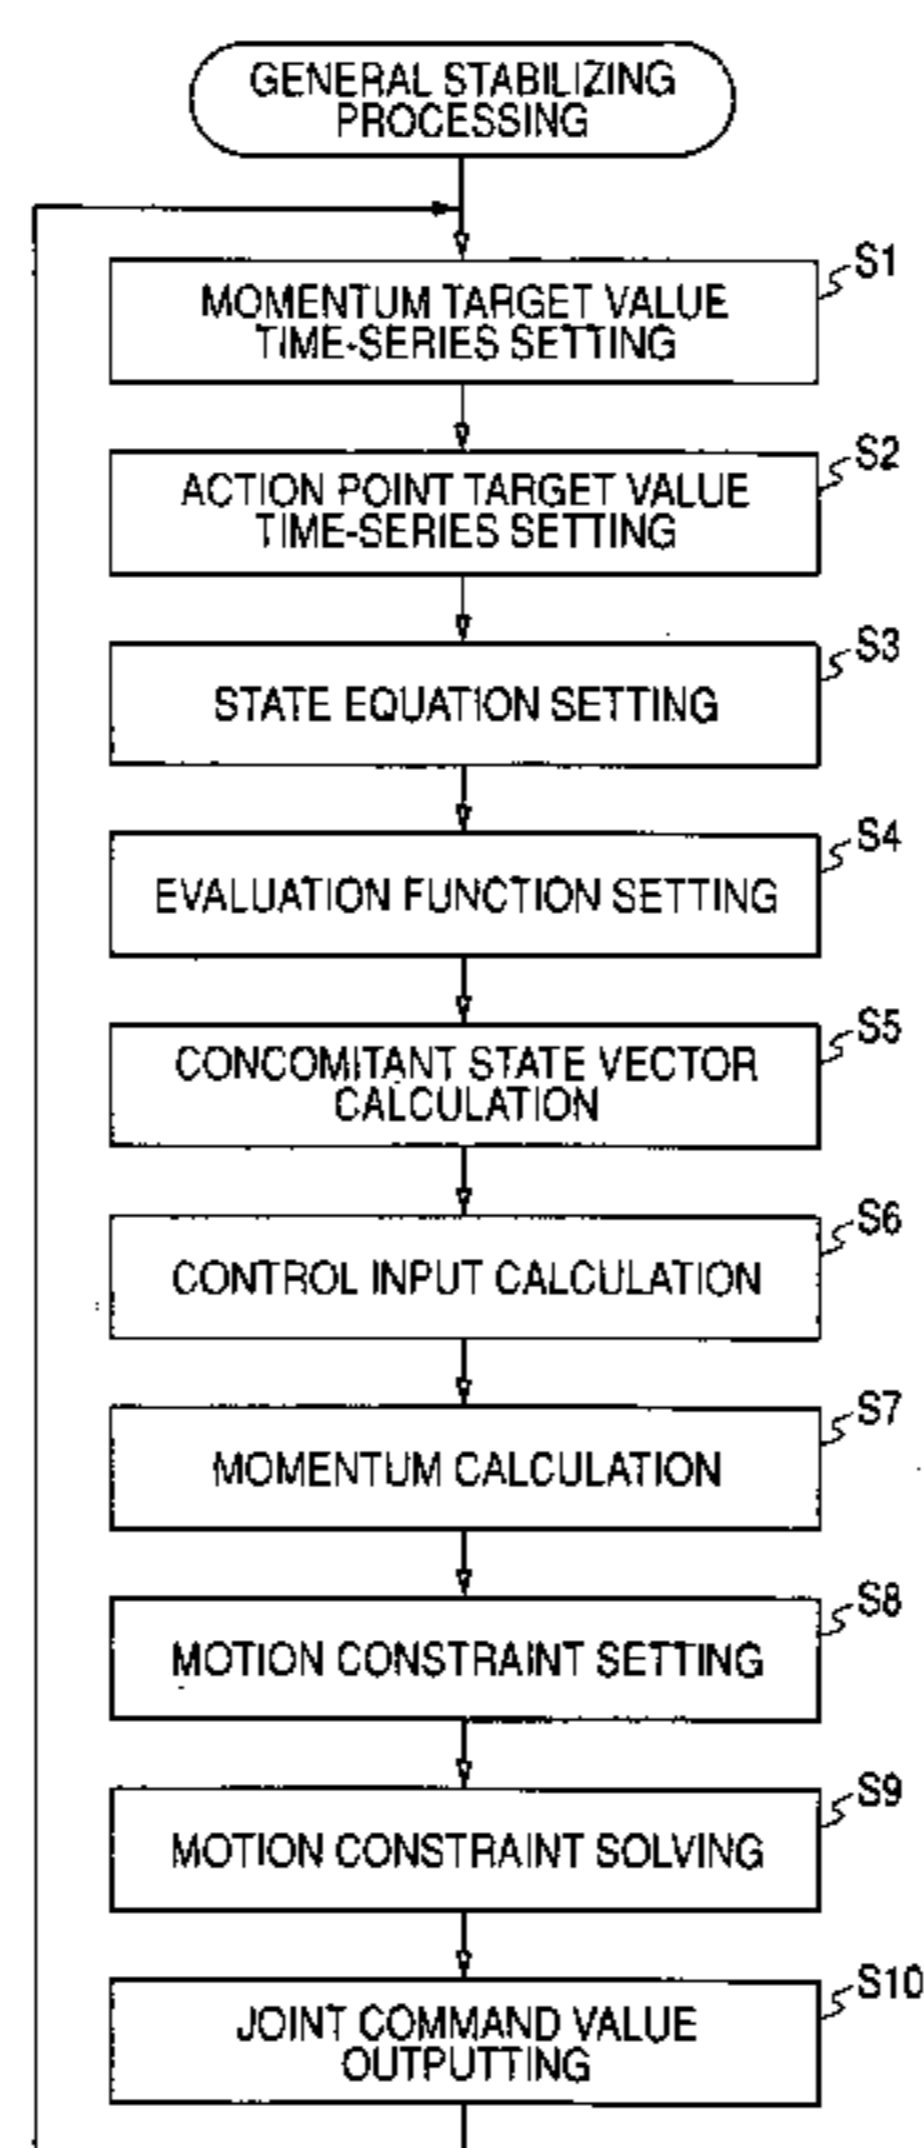 GENERAL STABILIZING
PROCESSING
S1
MOMENTUM TARGET VALUE
TIME-SERIES SETTING
S2
ACTION POINT TARGET VALUE
TIME-SERIES SETTING
S3
STATE EQUATION SETTING
S4
EVALUATION FUNCTION SETTING
S5
CONCOMITANT STATE VECTOR
CALCULATION
S6
CONTROL INPUT CALCULATION
S7
MOMENTUM CALCULATION
S8
MOTION CONSTRAINT SETTING
S9
MOTION CONSTRAINT SOLVING
S10
JOINT COMMAND VALUE
OUTPUTTING